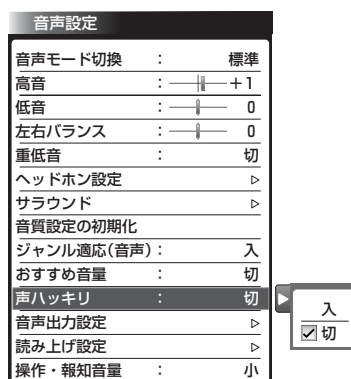 音声設定
音声モード切換 : 標準
高音 : +1
低音 : 0
左右バランス : 0
重低音 : 切
ヘッドホン設定
サラウンド
音質設定の初期化
ジャンル適応(音声) : 入
おすすめ音量 : 切
声ハッキリ : 切
入
切
音声出力設定
読み上げ設定
操作・報知音量 : 小